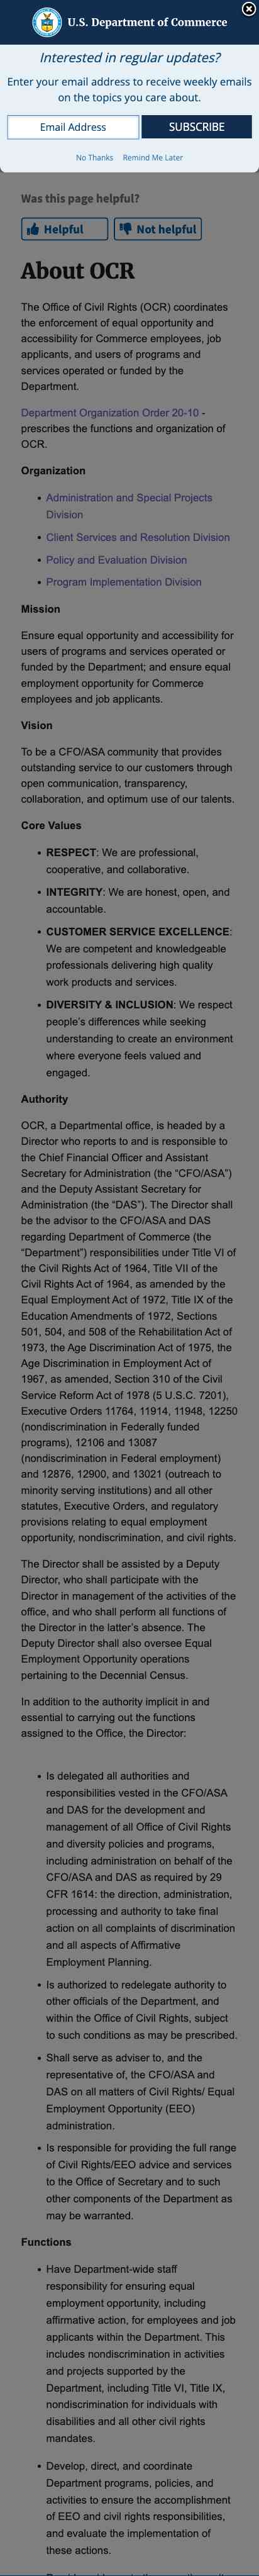 U.S. Department of Commerce
Interested in regular updates?
Enter your email address to receive weekly emails
on the topics you care about.
Email Address
SUBSCRIBE
No Thanks Remind Me Later
Was this page helpful?
Helpful
Not helpful
About OCR
The Office of Civil Rights (OCR) coordinates
the enforcement of equal opportunity and
accessibility for Commerce employees, job
applicants, and users of programs and
services operated or funded by the
Department.
Department Organization Order 20-10 -
prescribes the functions and organization of
OCR.
Organization
• Administration and Special Projects
Division
• Client Services and Resolution Division
• Policy and Evaluation Division
• Program Implementation Division
Mission
Ensure equal opportunity and accessibility for
users of programs and services operated or
funded by the Department; and ensure equal
employment opportunity for Commerce
employees and job applicants.
Vision
To be a CFO/ASA community that provides
outstanding service to our customers through
open communication, transparency,
collaboration, and optimum use of our talents.
Core Values
• RESPECT: We are professional,
cooperative, and collaborative.
• INTEGRITY: We are honest, open, and
accountable.
• CUSTOMER SERVICE EXCELLENCE:
We are competent and knowledgeable
professionals delivering high quality
work products and services.
• DIVERSITY & INCLUSION: We respect
people's differences while seeking
understanding to create an environment
where everyone feels valued and
engaged.
Authority
OCR, a Departmental office, is headed by a
Director who reports to and is responsible to
the Chief Financial Officer and Assistant
Secretary for Administration (the “CFO/ASA”)
and the Deputy Assistant Secretary for
Administration (the “DAS”). The Director shall
be the advisor to the CFO/ASA and DAS
regarding Department of Commerce (the
“Department”) responsibilities under Title VI of
the Civil Rights Act of 1964, Title VII of the
Civil Rights Act of 1964, as amended by the
Equal Employment Act of 1972, Title IX of the
Education Amendments of 1972, Sections
501, 504, and 508 of the Rehabilitation Act of
1973, the Age Discrimination Act of 1975, the
Age Discrimination in Employment Act of
1967, as amended, Section 310 of the Civil
Service Reform Act of 1978 (5 U.S.C. 7201),
Executive Orders 11764, 11914, 11948, 12250
(nondiscrimination in Federally funded
programs), 12106 and 13087
(nondiscrimination in Federal employment)
and 12876, 12900, and 13021 (outreach to
minority serving institutions) and all other
statutes, Executive Orders, and regulatory
provisions relating to equal employment
opportunity, nondiscrimination, and civil rights.
The Director shall be assisted by a Deputy
Director, who shall participate with the
Director in management of the activities of the
office, and who shall perform all functions of
the Director in the latter's absence. The
Deputy Director shall also oversee Equal
Employment Opportunity operations
pertaining to the Decennial Census.
In addition to the authority implicit in and
essential to carrying out the functions
assigned to the Office, the Director:
• Is delegated all authorities and
responsibilities vested in the CFO/ASA
and DAS for the development and
management of all Office of Civil Rights
and diversity policies and programs,
including administration on behalf of the
CFO/ASA and DAS as required by 29
CFR 1614: the direction, administration,
processing and authority to take final
action on all complaints of discrimination
and all aspects of Affirmative
Employment Planning.
• Is authorized to redelegate authority to
other officials of the Department, and
within the Office of Civil Rights, subject
to such conditions as may be prescribed.
• Shall serve as adviser to, and the
representative of, the CFO/ASA and
DAS on all matters of Civil Rights/ Equal
Employment Opportunity (EEO)
administration.
• Is responsible for providing the full range
of Civil Rights/EEO advice and services
to the Office of Secretary and to such
other components of the Department as
may be warranted.
Functions
• Have Department-wide staff
responsibility for ensuring equal
employment opportunity, including
affirmative action, for employees and job
applicants within the Department. This
includes nondiscrimination in activities
and projects supported by the
Department, including Title VI, Title IX,
nondiscrimination for individuals with
disabilities and all other civil rights
mandates.
• Develop, direct, and coordinate
Department programs, policies, and
activities to ensure the accomplishment
of EEO and civil rights responsibilities,
and evaluate the implementation of
these actions.